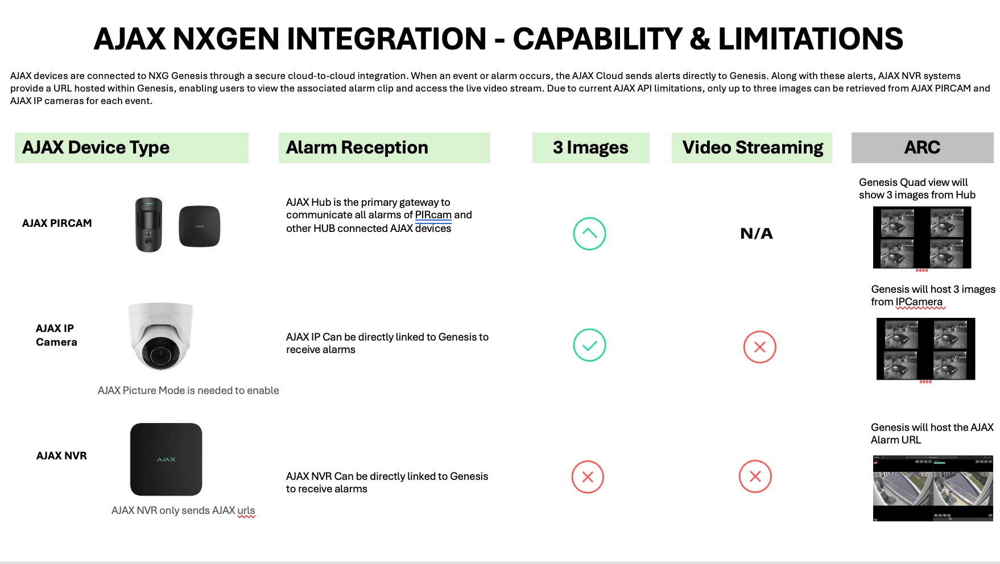 AJAX NXGEN INTEGRATION - CAPABILITY & LIMITATIONS
AJAX devices are connected to NXG Genesis through a secure cloud-to-cloud integration. When an event or alarm occurs, the AJAX Cloud sends alerts directly to Genesis. Along with these alerts, AJAX NVR systems
provide a URL hosted within Genesis, enabling users to view the associated alarm clip and access the live video stream. Due to current AJAX API limitations, only up to three images can be retrieved from AJAX PIRCAM and
AJAX IP cameras for each event.
AJAX Device Type
Alarm Reception
3 Images
Video Streaming
ARC
AJAX PIRCAM
AJAX
AJAX Hub is the primary gateway to
communicate all alarms of PIRcam and
other HUB connected AJAX devices
N/A
Genesis Quad view will
show 3 images from Hub
AJAX IP
Camera
AJAX
AJAX Picture Mode is needed to enable
AJAX IP Can be directly linked to Genesis to
receive alarms
Genesis will host 3 images
from IPCamera
AJAX NVR
AJAX
AJAX NVR only sends AJAX urls
AJAX NVR Can be directly linked to Genesis
to receive alarms
Genesis will host the AJAX
Alarm URL